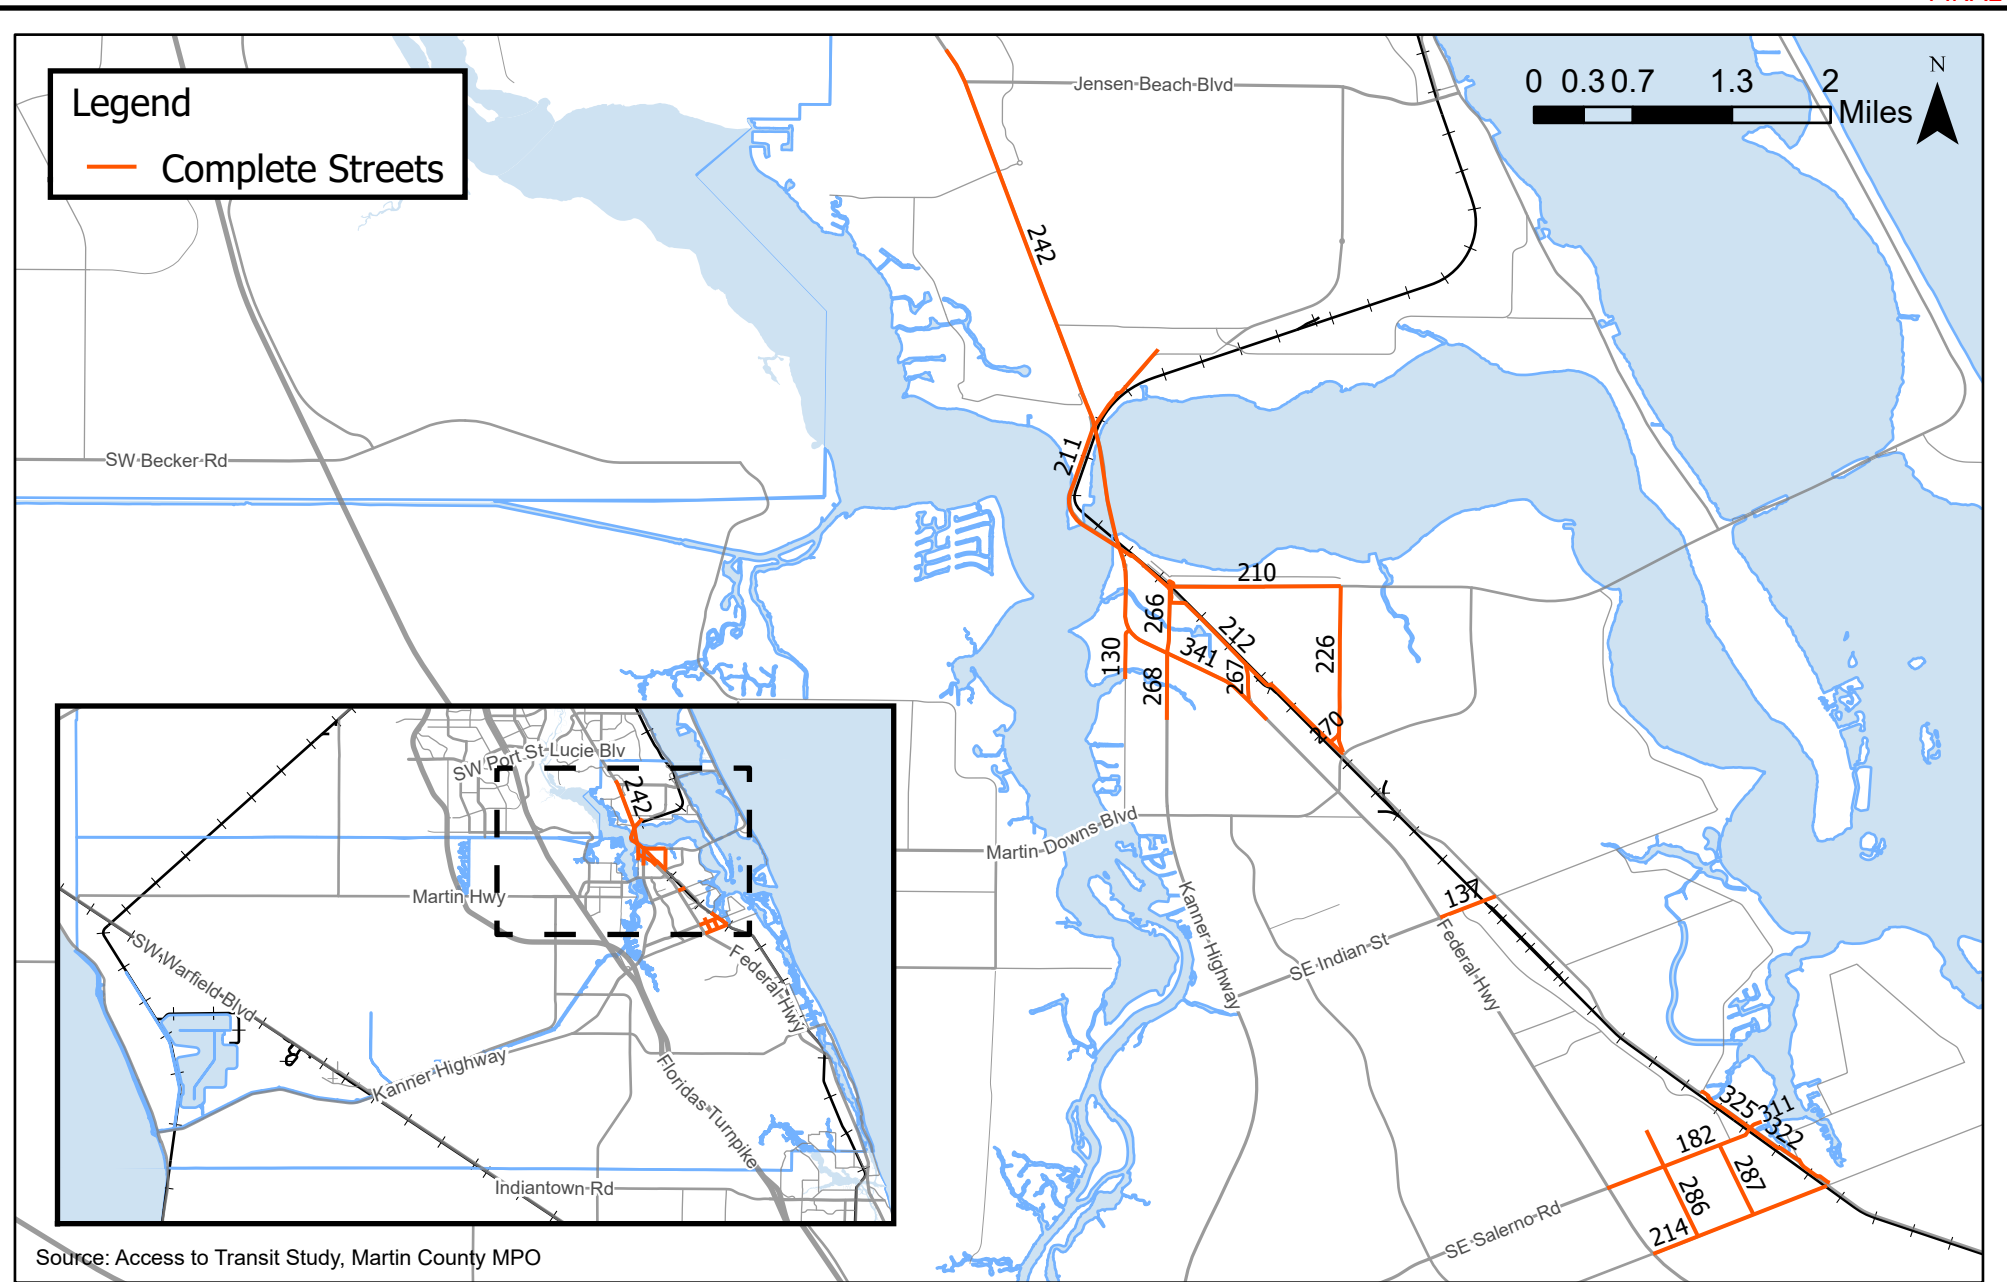 Legend
Complete Streets
0 0.3 0.7 1.3 2
Miles
N
Jensen Beach Blvd
242
SW Becker Rd
211
210
266
212
130
341
226
267
268
270
SW Port St Lucie Blv
242
Martin Downs Blvd
Martin Hwy
137
Kanner Highway
SE Indian St
Federal Hwy
SW Warfield Blvd
Federal Hwy
Kanner Highway
Floridas Turnpike
325
311
322
182
287
286
Indiantown Rd
SE Salerno Rd
214
Source: Access to Transit Study, Martin County MPO